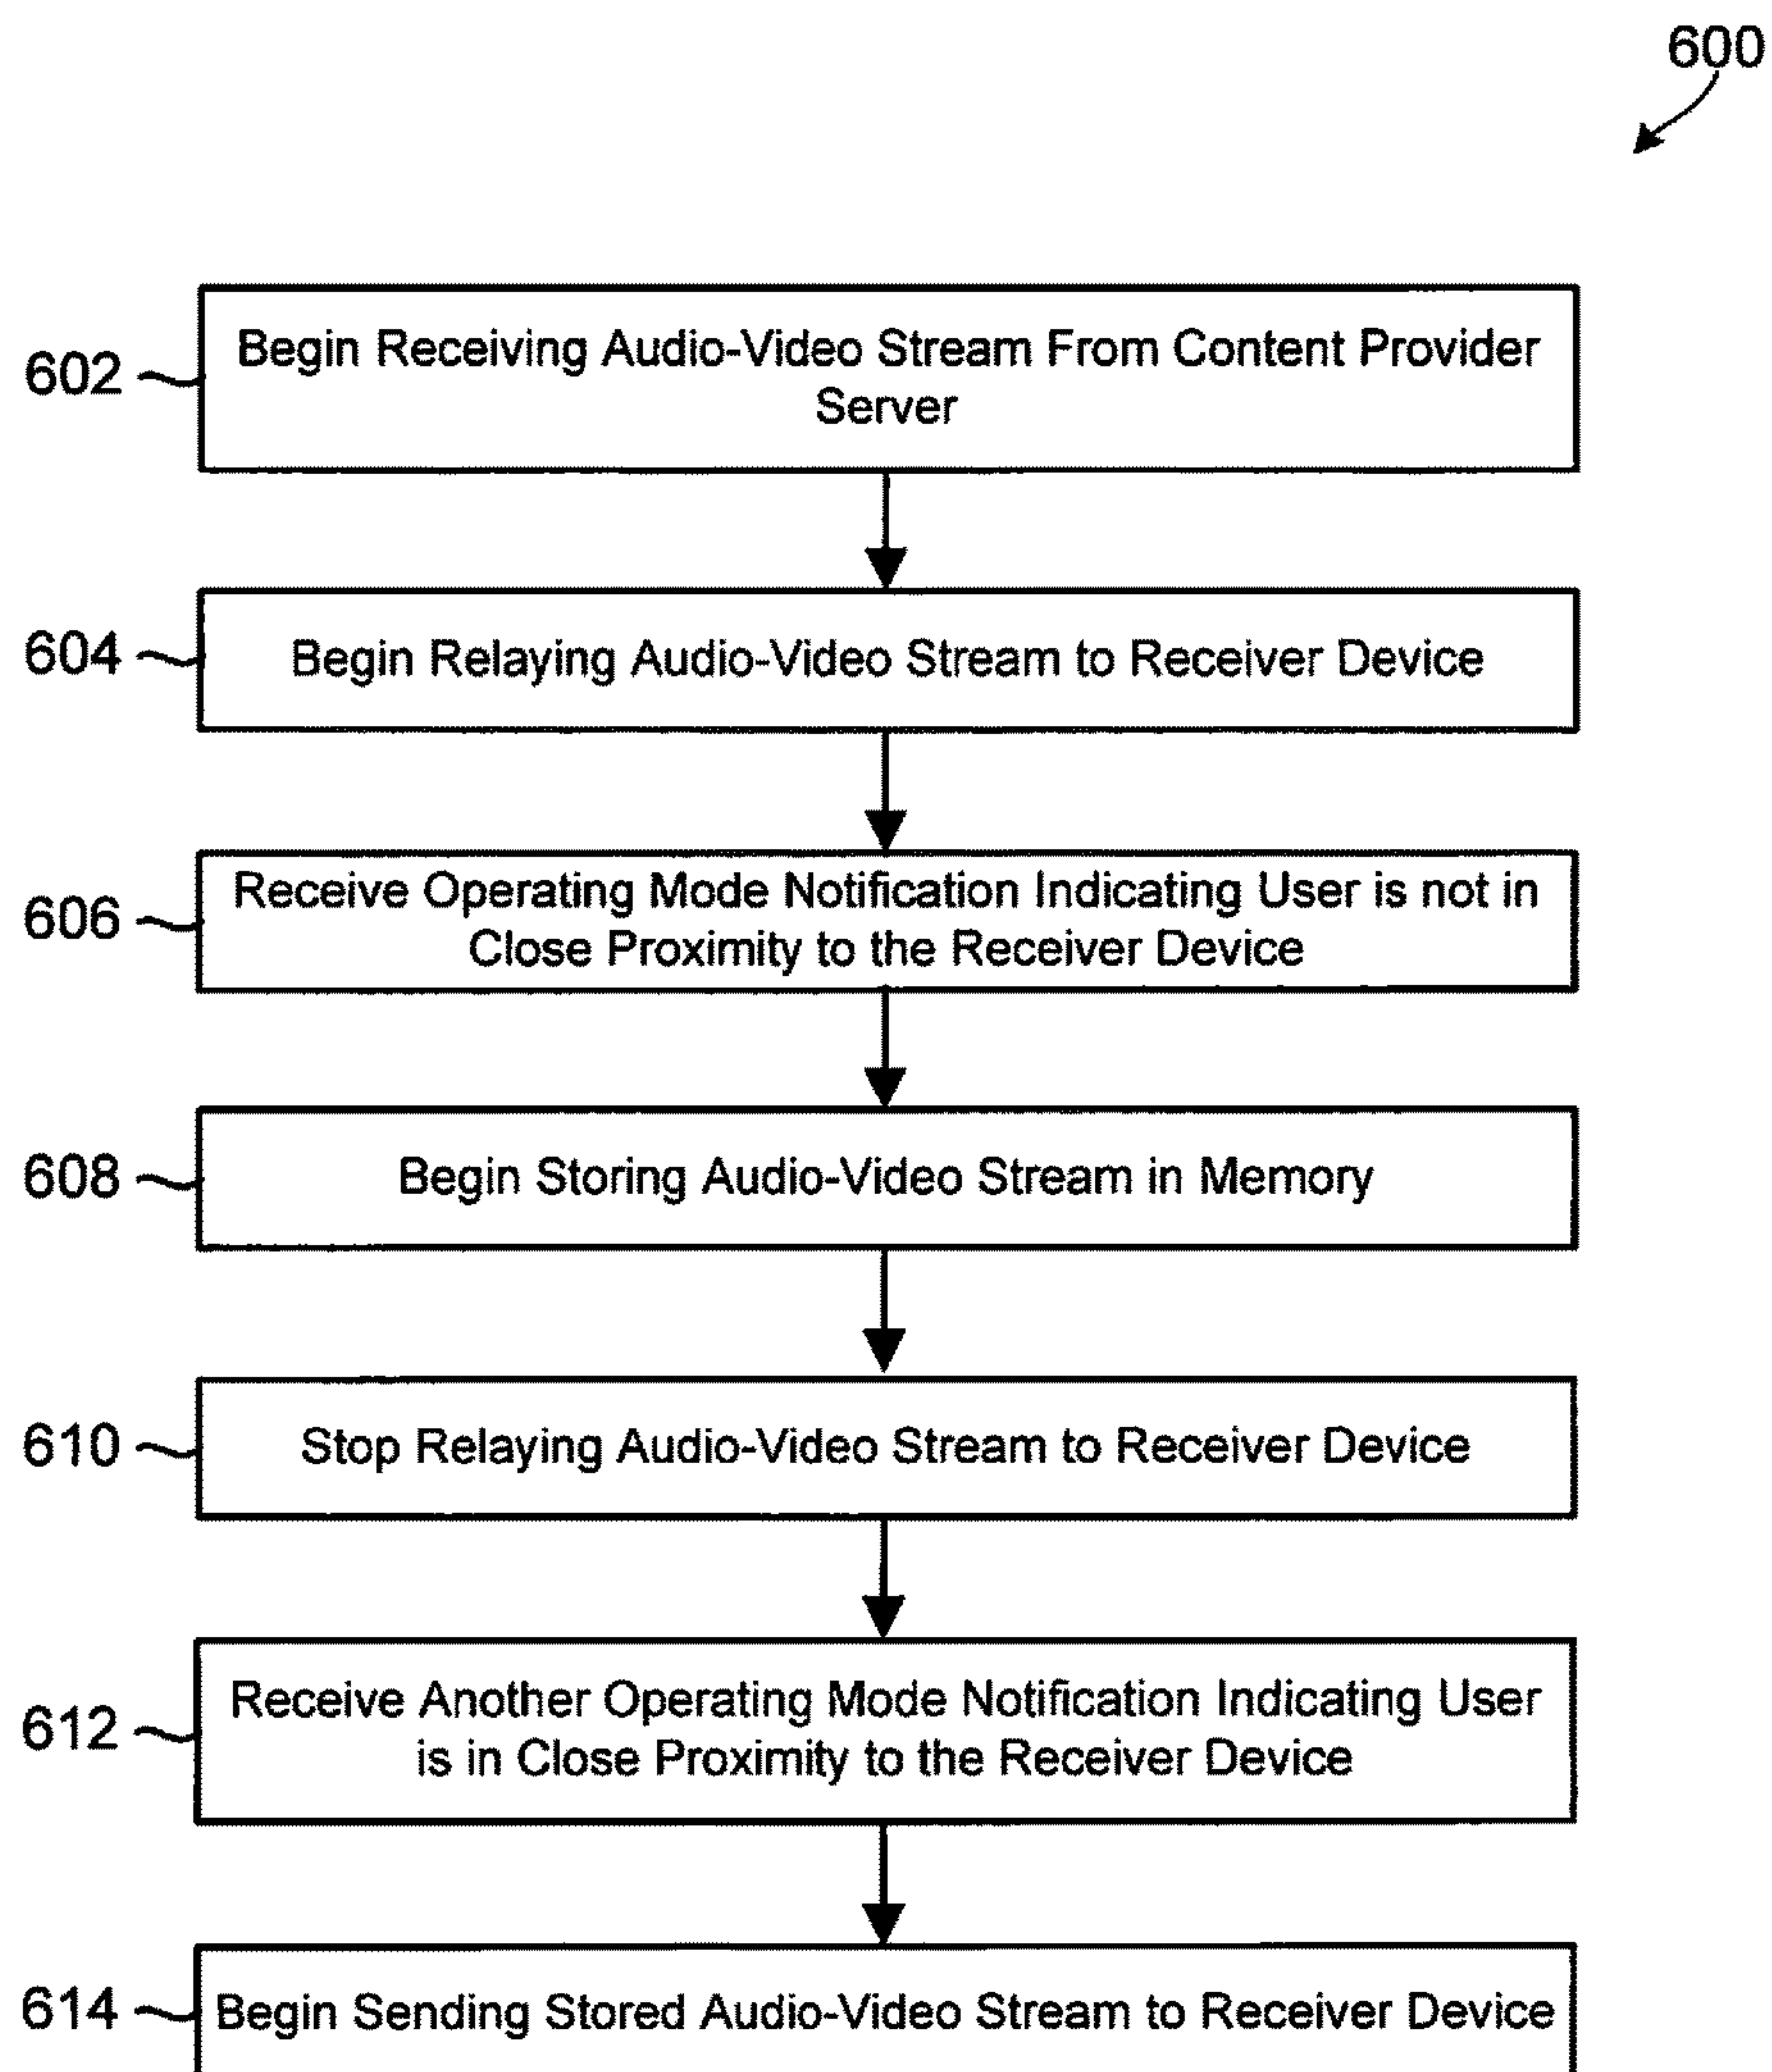 600
602
Begin Receiving Audio-Video Stream From Content Provider
Server
604
Begin Relaying Audio-Video Stream to Receiver Device
606
Receive Operating Mode Notification Indicating User is not in
Close Proximity to the Receiver Device
608
Begin Storing Audio-Video Stream in Memory
610
Stop Relaying Audio-Video Stream to Receiver Device
612
Receive Another Operating Mode Notification Indicating User
is in Close Proximity to the Receiver Device
614
Begin Sending Stored Audio-Video Stream to Receiver Device